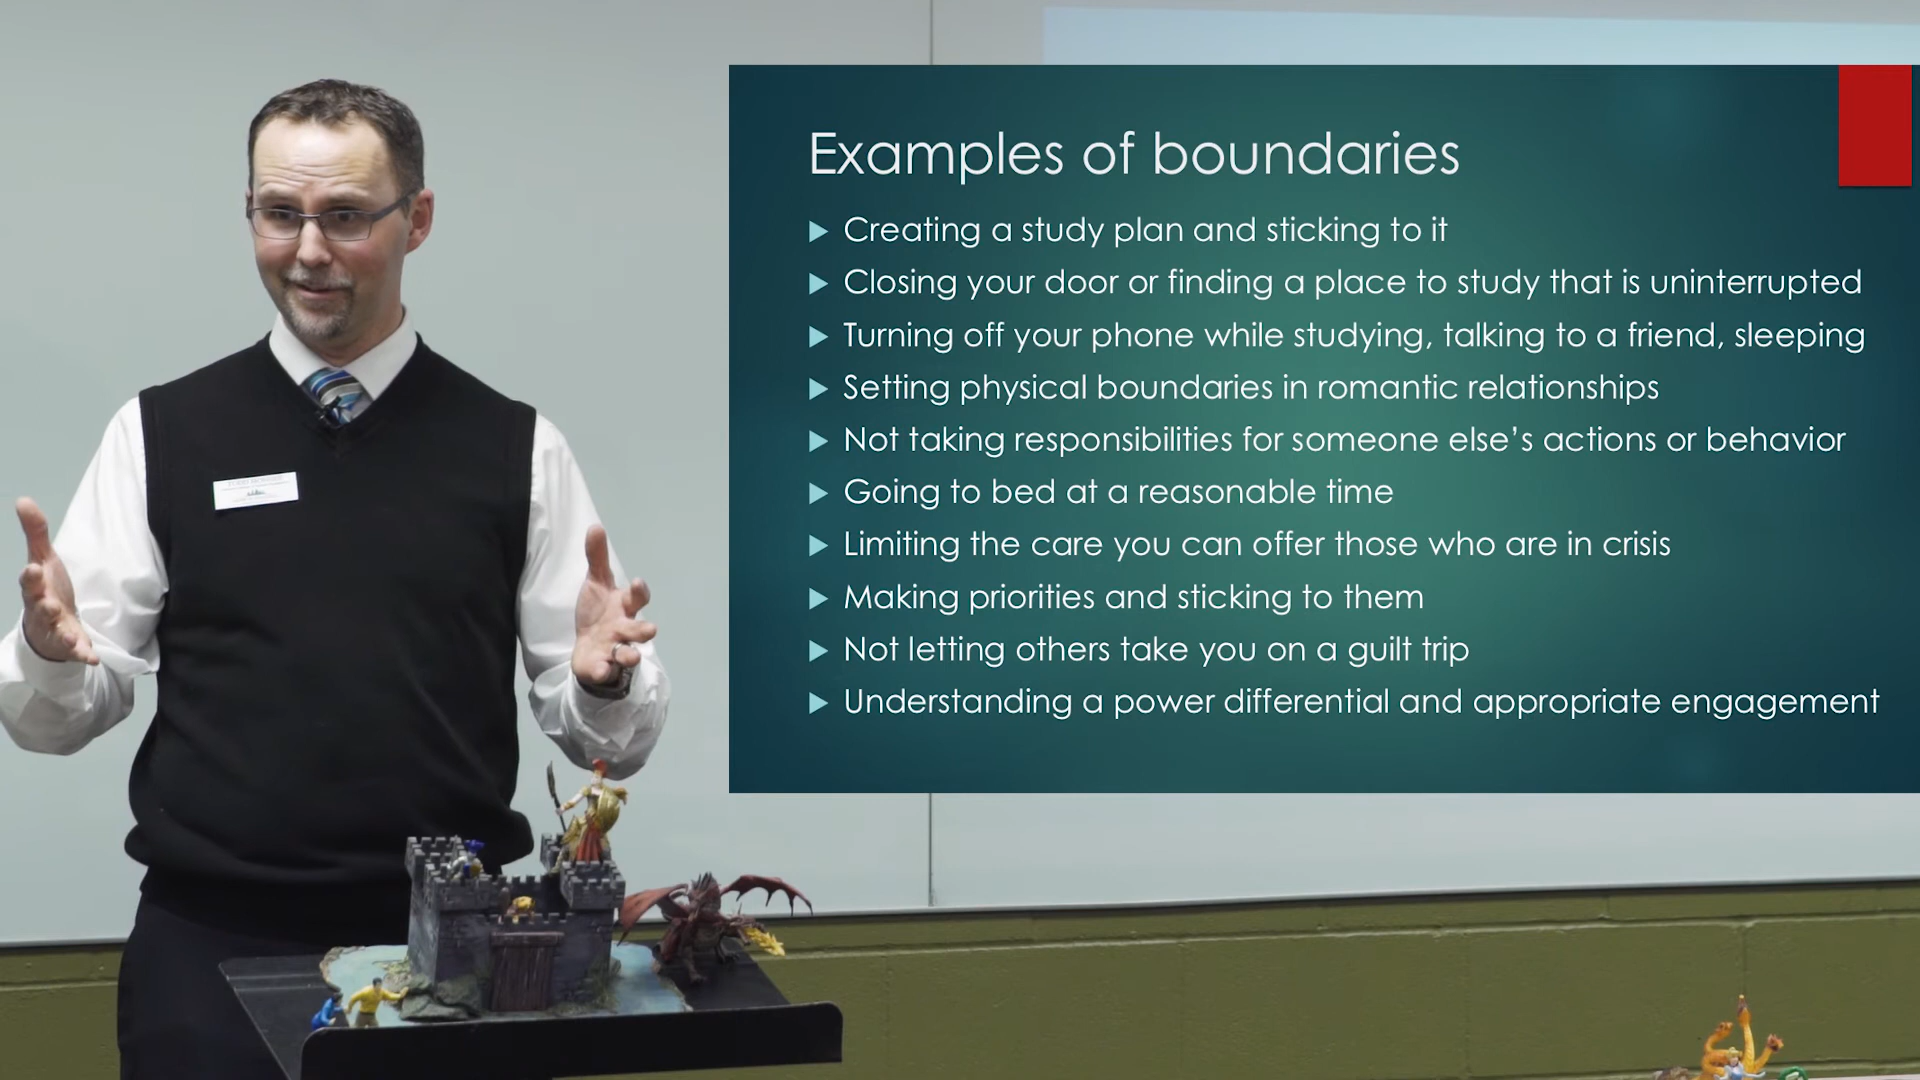 Examples of boundaries
Creating a study plan and sticking to it
Closing your door or finding a place to study that is uninterrupted
Turning off your phone while studying, talking to a friend, sleeping
Setting physical boundaries in romantic relationships
Not taking responsibilities for someone else's actions or behavior
Going to bed at a reasonable time
Limiting the care you can offer those who are in crisis
Making priorities and sticking to them
Not letting others take you on a guilt trip
Understanding a power differential and appropriate engagement